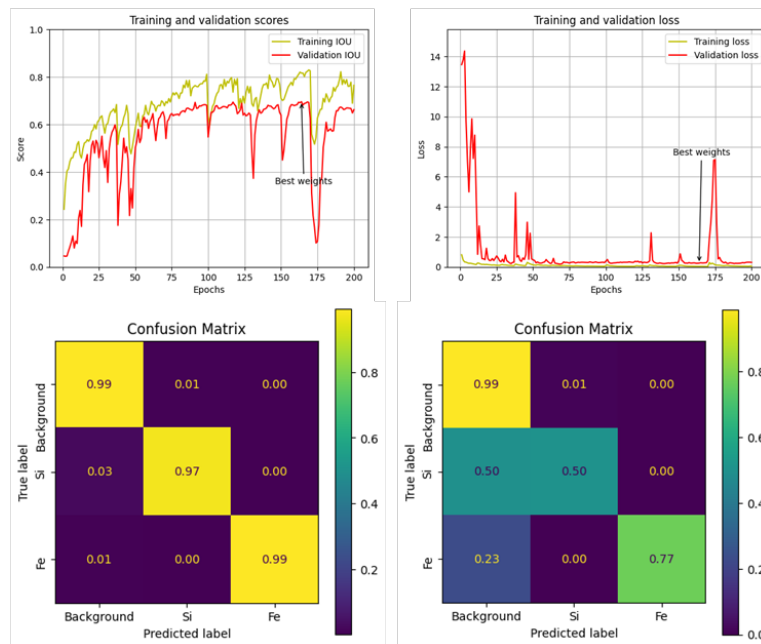 Training and validation scores
1.0
0.8
0.6
0.4
0.2
0.0
Score
Training IOU
Validation IOU
Best weights
0 25 50 75 100 125 150 175 200
Epochs
Training and validation loss
14
12
10
8
6
4
2
0
Loss
Training loss
Validation loss
Best weights
0 25 50 75 100 125 150 175 200
Epochs
Confusion Matrix
True label
Background
Si
Fe
0.99 0.01 0.00
0.03 0.97 0.00
0.01 0.00 0.99
Background Si Fe
Predicted label
0.8
0.6
0.4
0.2
Confusion Matrix
True label
Background
Si
Fe
0.99 0.01 0.00
0.50 0.50 0.00
0.23 0.00 0.77
Background Si Fe
Predicted label
0.8
0.6
0.4
0.2
0.0